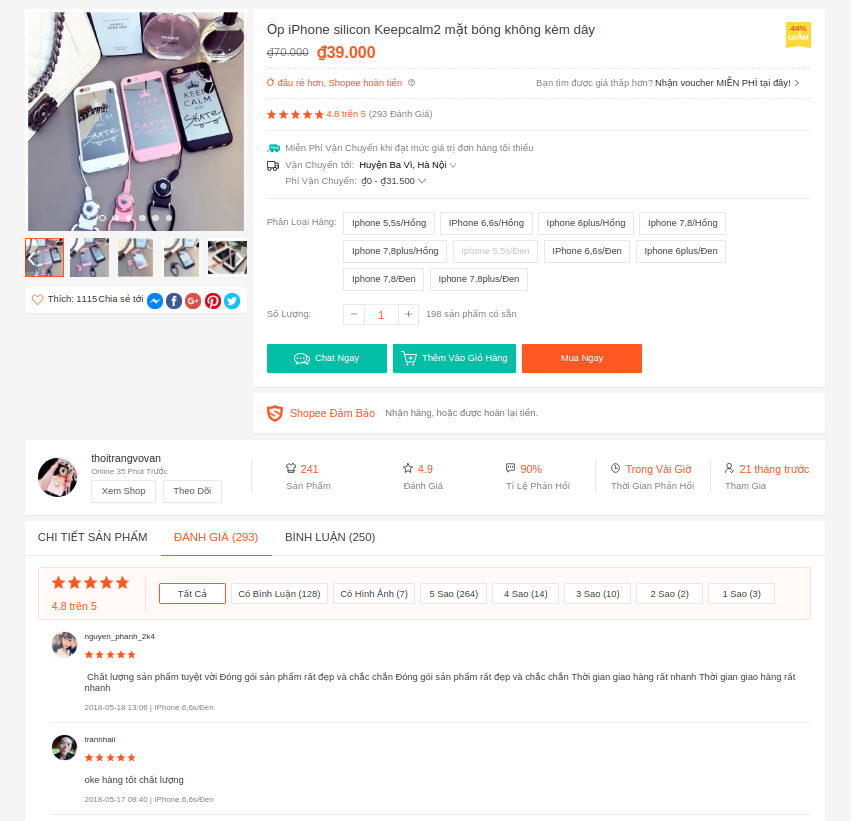 Ốp iPhone silicon Keepcalm2 mặt bóng không kèm dây
44%
GIẢM
₫70.000 ₫39.000
Ở đâu rẻ hơn, Shopee hoàn tiền
Bạn tìm được giá thấp hơn? Nhận voucher MIỄN PHÍ tại đây!
4.8 trên 5 (293 Đánh Giá)
Miễn Phí Vận Chuyển khi đạt mức giá trị đơn hàng tối thiểu
Vận Chuyển tới: Huyện Ba Vì, Hà Nội
Phí Vận Chuyển: ₫0 - ₫31.500
Phân Loại Hàng: Iphone 5,5s/Hồng IPhone 6,6s/Hồng Iphone 6plus/Hồng Iphone 7,8/Hồng
Iphone 7,8plus/Hồng Iphone 5,5s/Đen IPhone 6,6s/Đen Iphone 6plus/Đen
Iphone 7,8/Đen Iphone 7,8plus/Đen
Số Lượng: − 1 + 198 sản phẩm có sẵn
Chat Ngay Thêm Vào Giỏ Hàng Mua Ngay
Shopee Đảm Bảo Nhận hàng, hoặc được hoàn lại tiền.
KEEP
CALM
AND
SKATE
KEEP
CALM
AND
SKATE
KEEP
CALM
AND
SKATE
Thích: 1115 Chia sẻ tới
thoitrangvovan
Online 35 Phút Trước
Xem Shop Theo Dõi
241
Sản Phẩm
4.9
Đánh Giá
90%
Tỉ Lệ Phản Hồi
Trong Vài Giờ
Thời Gian Phản Hồi
21 tháng trước
Tham Gia
CHI TIẾT SẢN PHẨM ĐÁNH GIÁ (293) BÌNH LUẬN (250)
4.8 trên 5
Tất Cả Có Bình Luận (128) Có Hình Ảnh (7) 5 Sao (264) 4 Sao (14) 3 Sao (10) 2 Sao (2) 1 Sao (3)
nguyen_phanh_2k4
Chất lượng sản phẩm tuyệt vời Đóng gói sản phẩm rất đẹp và chắc chắn Đóng gói sản phẩm rất đẹp và chắc chắn Thời gian giao hàng rất nhanh Thời gian giao hàng rất
nhanh
2018-05-18 13:06 | IPhone 6,6s/Đen
trannhaii
oke hàng tốt chất lượng
2018-05-17 08:40 | IPhone 6,6s/Đen